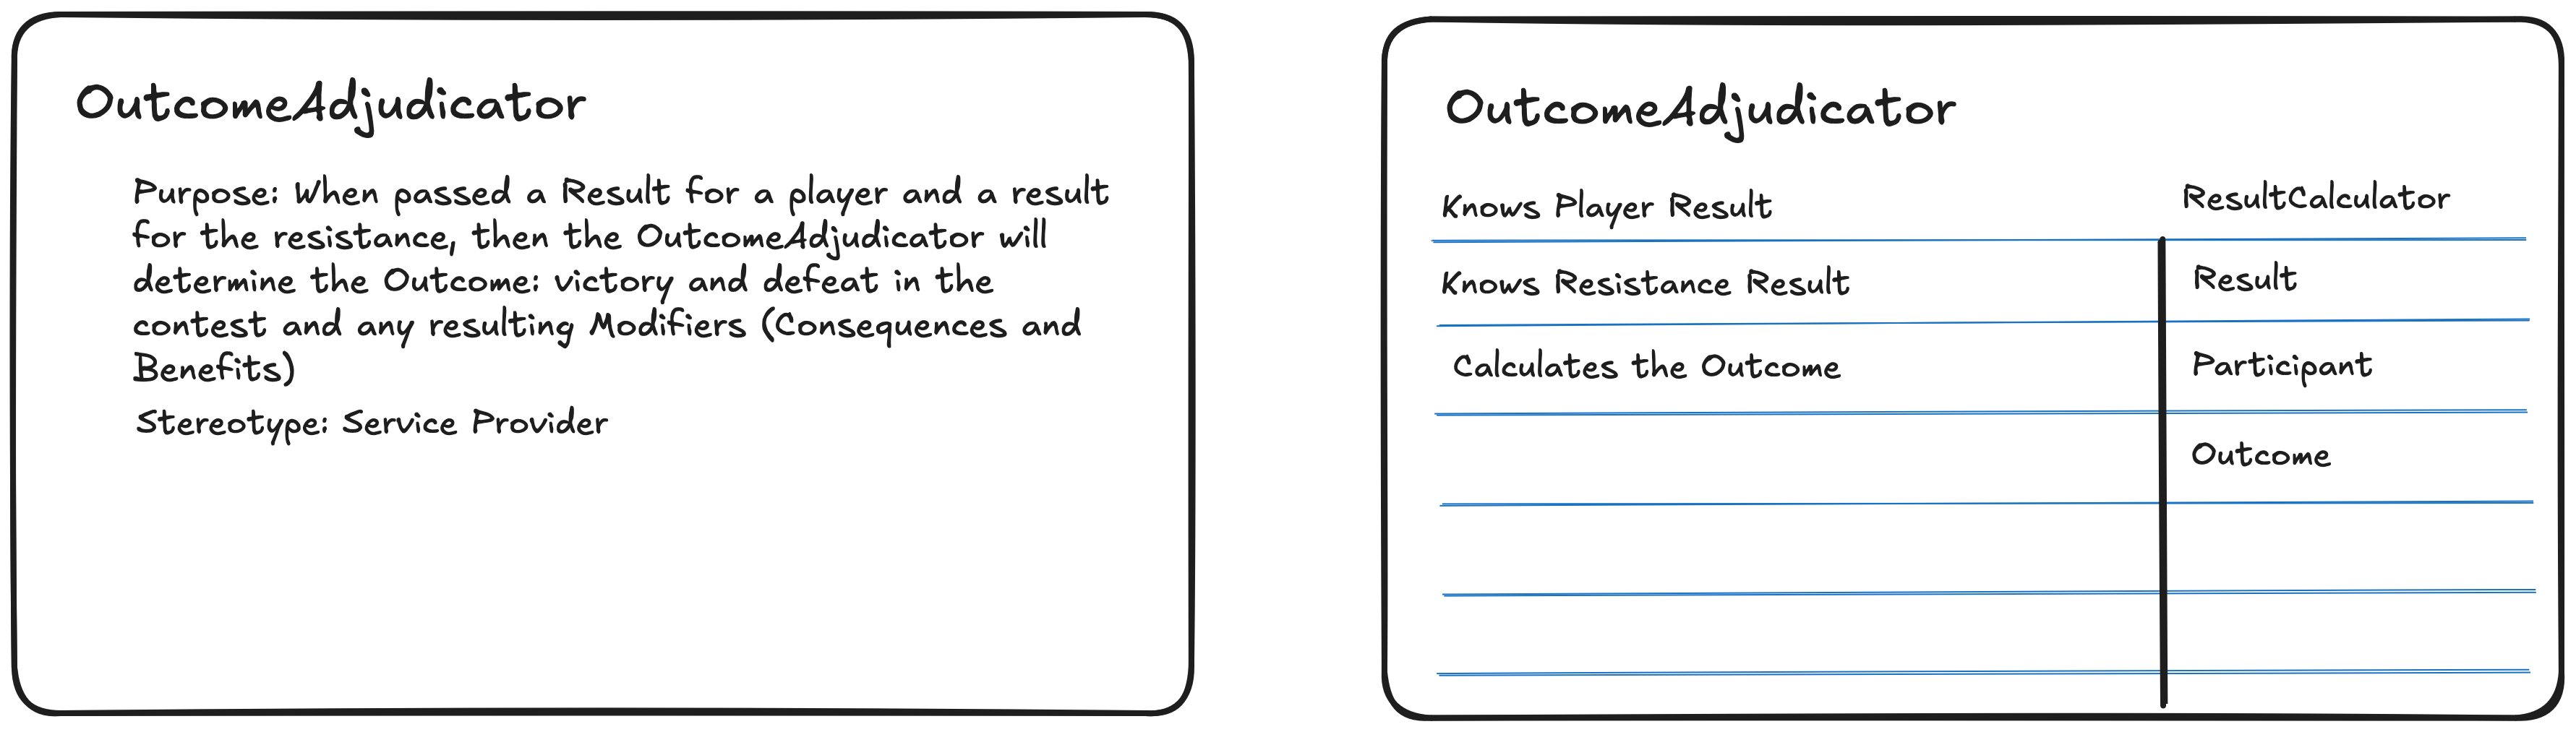 OutcomeAdjudicator
Purpose: When passed a Result for a player and a result
for the resistance, then the OutcomeAdjudicator will
determine the Outcome: victory and defeat in the
contest and any resulting Modifiers (Consequences and
Benefits)
Stereotype: Service Provider
OutcomeAdjudicator
Knows Player Result
ResultCalculator
Knows Resistance Result
Result
Calculates the Outcome
Participant
Outcome